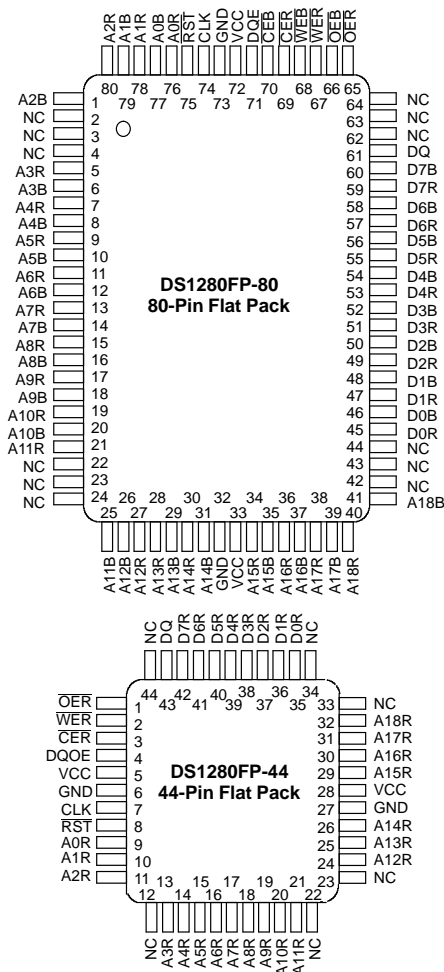 A2R A1B A1R A0B A0R RST CLK GND VCC DQE CEB CER WEB WER OEB OER
80 78 76 74 72 70 68 66 65
79 77 75 73 71 69 67
A2B 1 64 NC
NC 2 63 NC
NC 3 62 NC
NC 4 61 DQ
A3R 5 60 D7B
A3B 6 59 D7R
A4R 7 58 D6B
A4B 8 57 D6R
A5R 9 56 D5B
A5B 10 55 D5R
A6R 11 54 D4B
A6B 12 53 D4R
A7R 13 52 D3B
A7B 14 51 D3R
A8R 15 50 D2B
A8B 16 49 D2R
A9R 17 48 D1B
A9B 18 47 D1R
A10R 19 46 D0B
A10B 20 45 D0R
A11R 21 44 NC
NC 22 43 NC
NC 23 42 NC
NC 24 41 A18B
DS1280FP-80
80-Pin Flat Pack
26 28 30 32 34 36 38
25 27 29 31 33 35 37 39 40
A11B A12B A12R A13R A13B A14R A14B GND VCC A15R A15B A16R A16B A17R A17B A18R
NC DQ D7R D6R D5R D4R D3R D2R D1R D0R NC
44 42 40 38 36 34
43 41 39 37 35
OER 1 33 NC
WER 2 32 A18R
CER 3 31 A17R
DQOE 4 30 A16R
VCC 5 29 A15R
GND 6 28 VCC
CLK 7 27 GND
RST 8 26 A14R
A0R 9 25 A13R
A1R 10 24 A12R
A2R 11 23 NC
DS1280FP-44
44-Pin Flat Pack
13 15 17 19 21
12 14 16 18 20 22
NC A3R A4R A5R A6R A7R A8R A9R A10R A11R NC